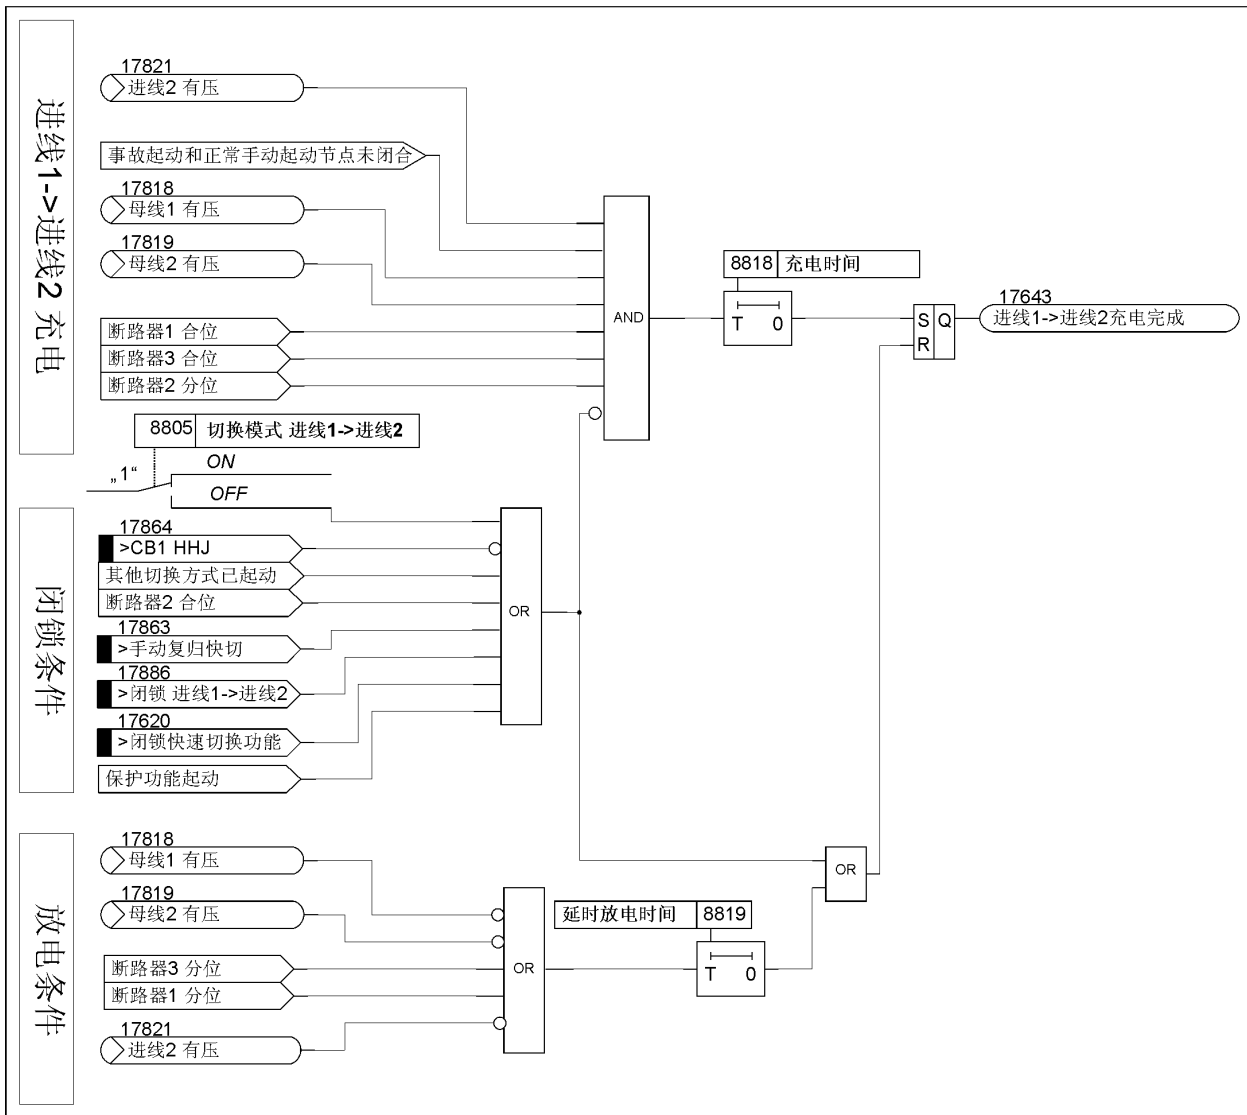 进线1->进线2 充电
17821
进线2 有压
事故起动和正常手动起动节点未闭合
17818
母线1 有压
17819
母线2 有压
断路器1 合位
断路器3 合位
断路器2 分位
AND
8818 充电时间
T 0
S Q
R
17643
进线1->进线2充电完成
8805 切换模式 进线1->进线2
„1“
ON
OFF
闭锁条件
17864
>CB1 HHJ
其他切换方式已起动
断路器2 合位
17863
>手动复归快切
17886
>闭锁 进线1->进线2
17620
>闭锁快速切换功能
保护功能起动
OR
放电条件
17818
母线1 有压
17819
母线2 有压
断路器3 分位
断路器1 分位
17821
进线2 有压
OR
延时放电时间 8819
T 0
OR